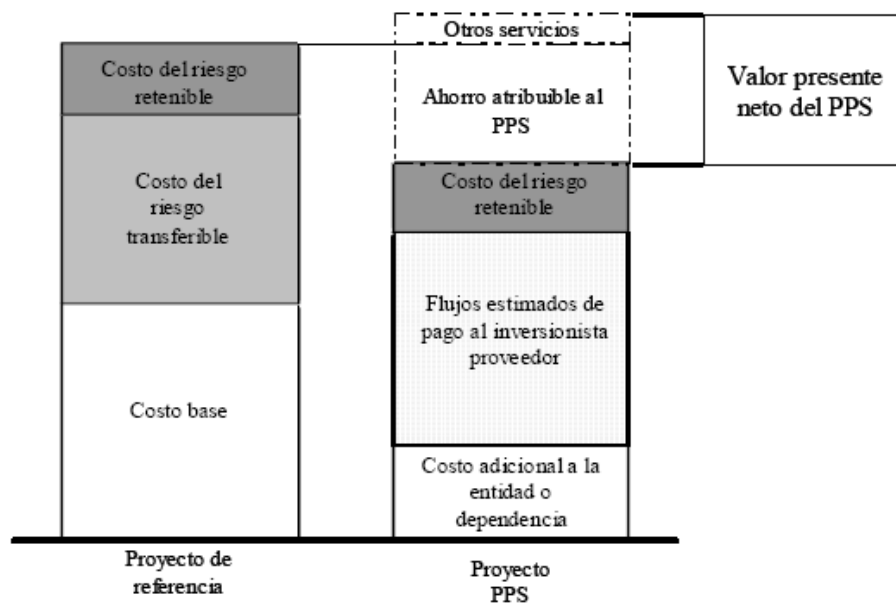 Costo del riesgo
retenible
Costo del
riesgo
transferible
Costo base
Proyecto de
referencia
Otros servicios
Ahorro atribuible al
PPS
Costo del riesgo
retenible
Flujos estimados de
pago al inversionista
proveedor
Costo adicional a la
entidad o
dependencia
Proyecto
PPS
Valor presente
neto del PPS